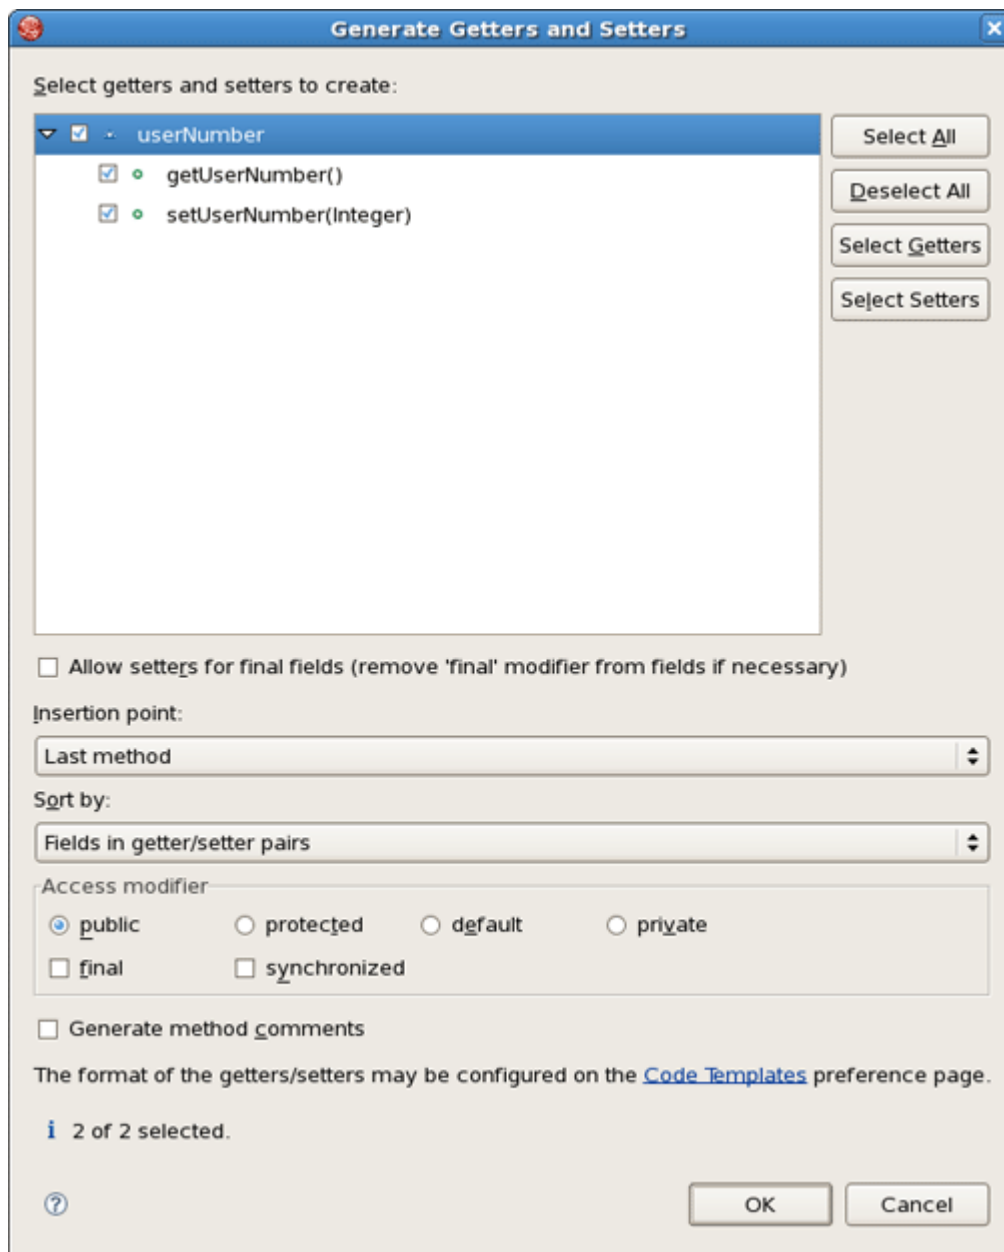 Generate Getters and Setters
Select getters and setters to create:
userNumber
getUserNumber()
setUserNumber(Integer)
Select All
Deselect All
Select Getters
Select Setters
Allow setters for final fields (remove 'final' modifier from fields if necessary)
Insertion point:
Last method
Sort by:
Fields in getter/setter pairs
Access modifier
public protected default private
final synchronized
Generate method comments
The format of the getters/setters may be configured on the Code Templates preference page.
i 2 of 2 selected.
?
OK Cancel